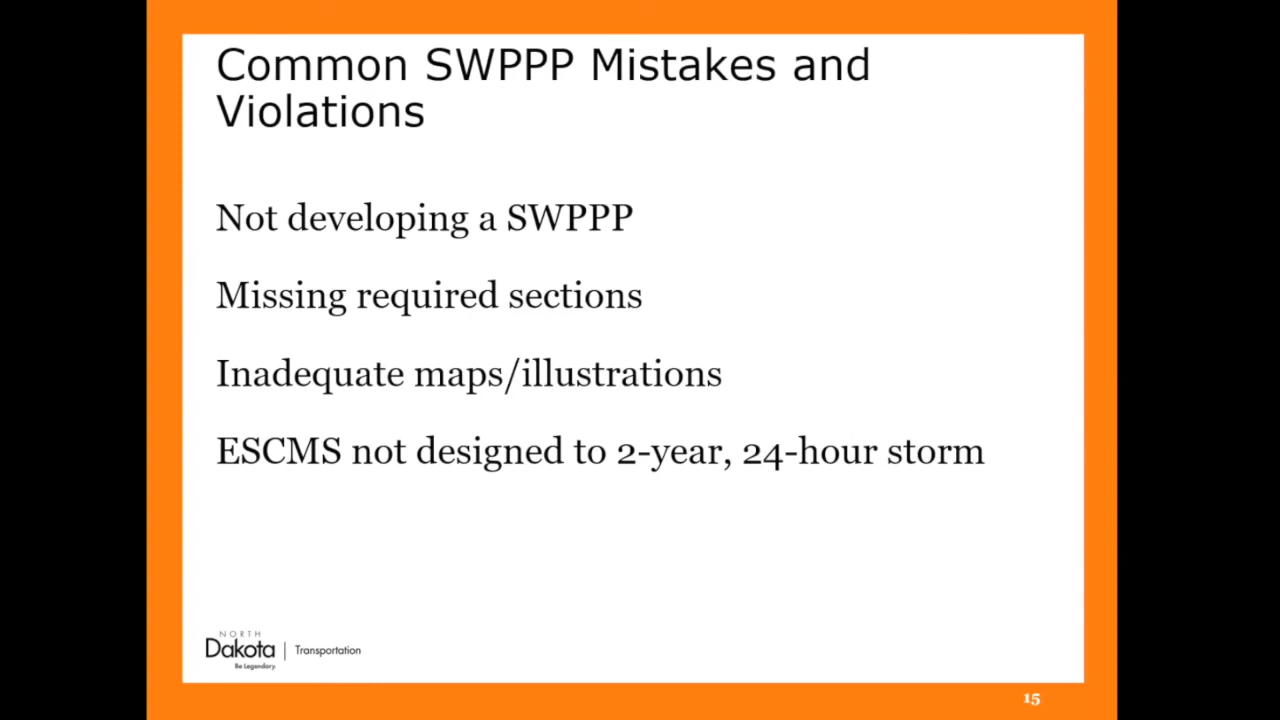 Common SWPPP Mistakes and
Violations
Not developing a SWPPP
Missing required sections
Inadequate maps/illustrations
ESCMS not designed to 2-year, 24-hour storm
NORTH
Dakota | Transportation
Be Legendary.
15